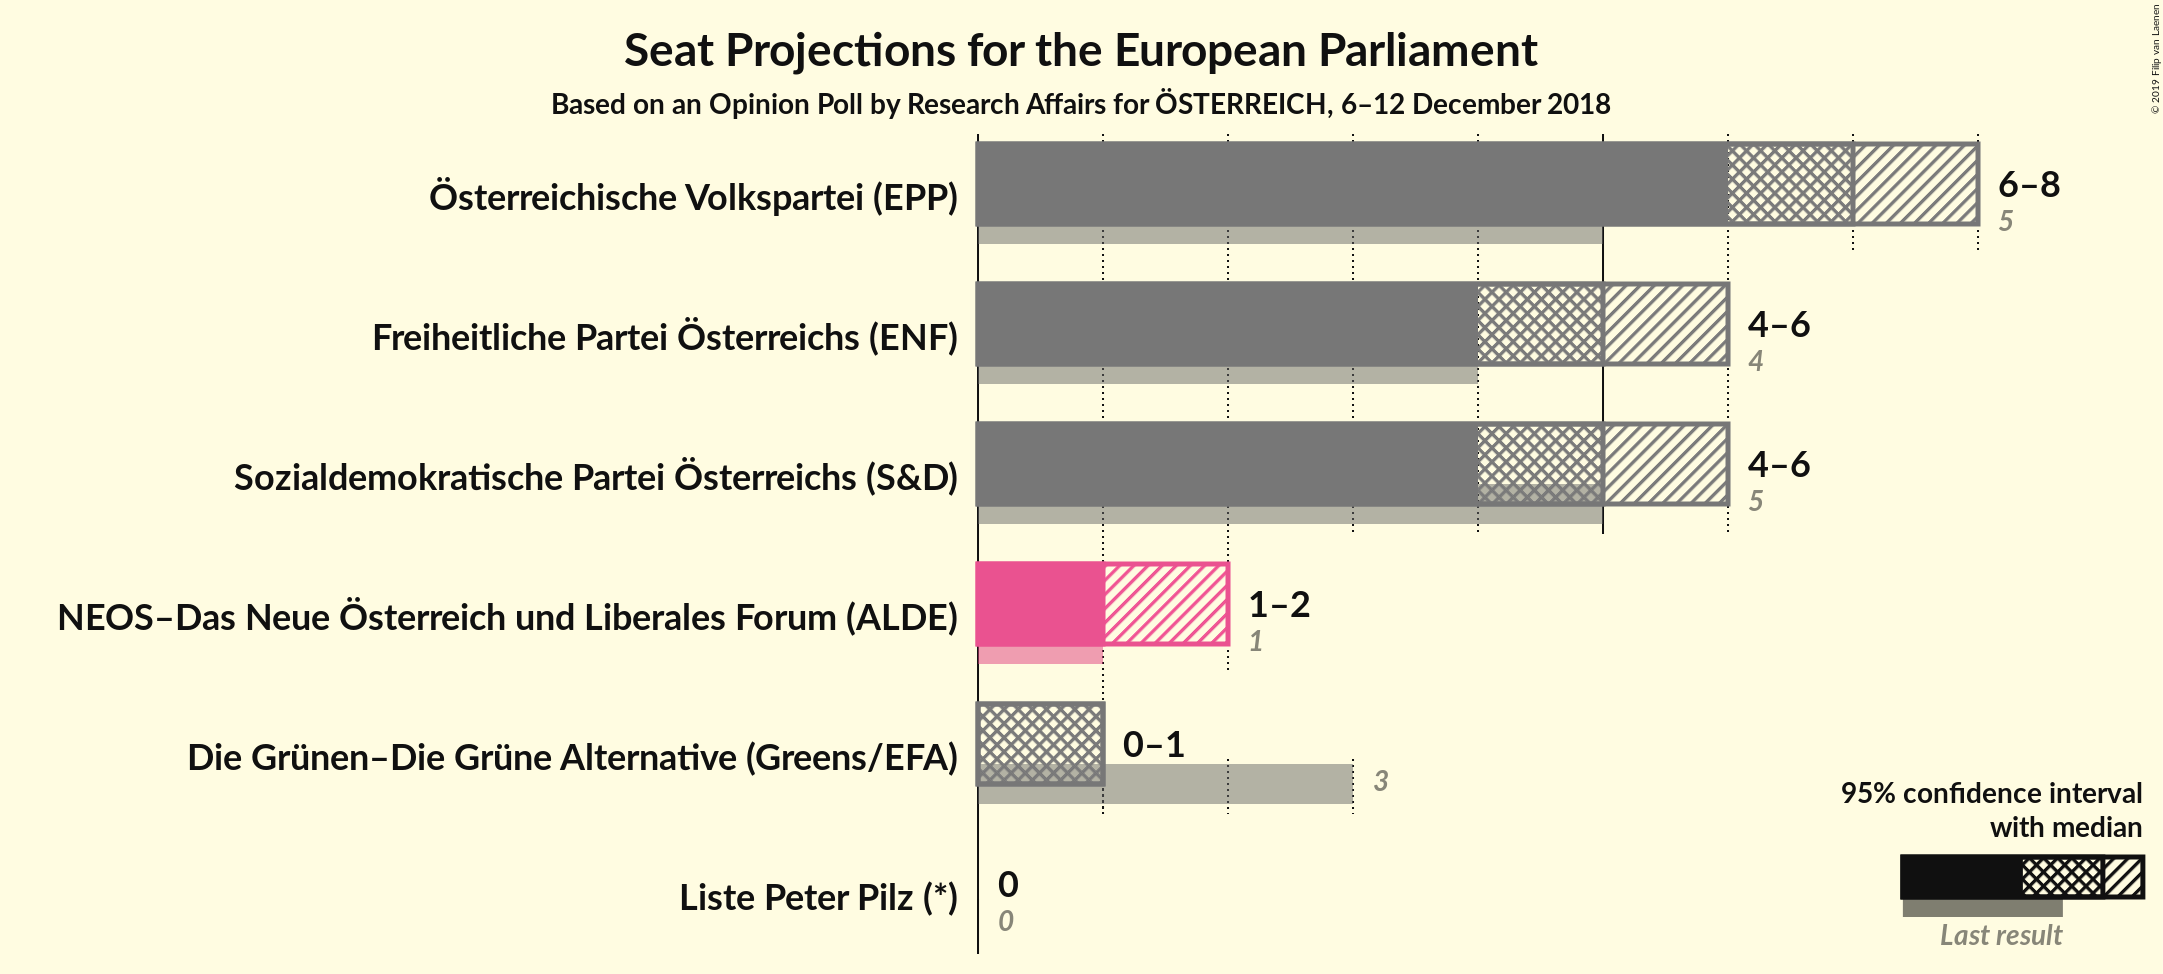 Seat Projections for the European Parliament
Based on an Opinion Poll by Research Affairs for ÖSTERREICH, 6–12 December 2018
© 2019 Filip van Laenen
Österreichische Volkspartei (EPP)
6–8
5
Freiheitliche Partei Österreichs (ENF)
4–6
4
Sozialdemokratische Partei Österreichs (S&D)
4–6
5
NEOS–Das Neue Österreich und Liberales Forum (ALDE)
1–2
1
Die Grünen–Die Grüne Alternative (Greens/EFA)
0–1
3
Liste Peter Pilz (*)
0
0
95% confidence interval
with median
Last result